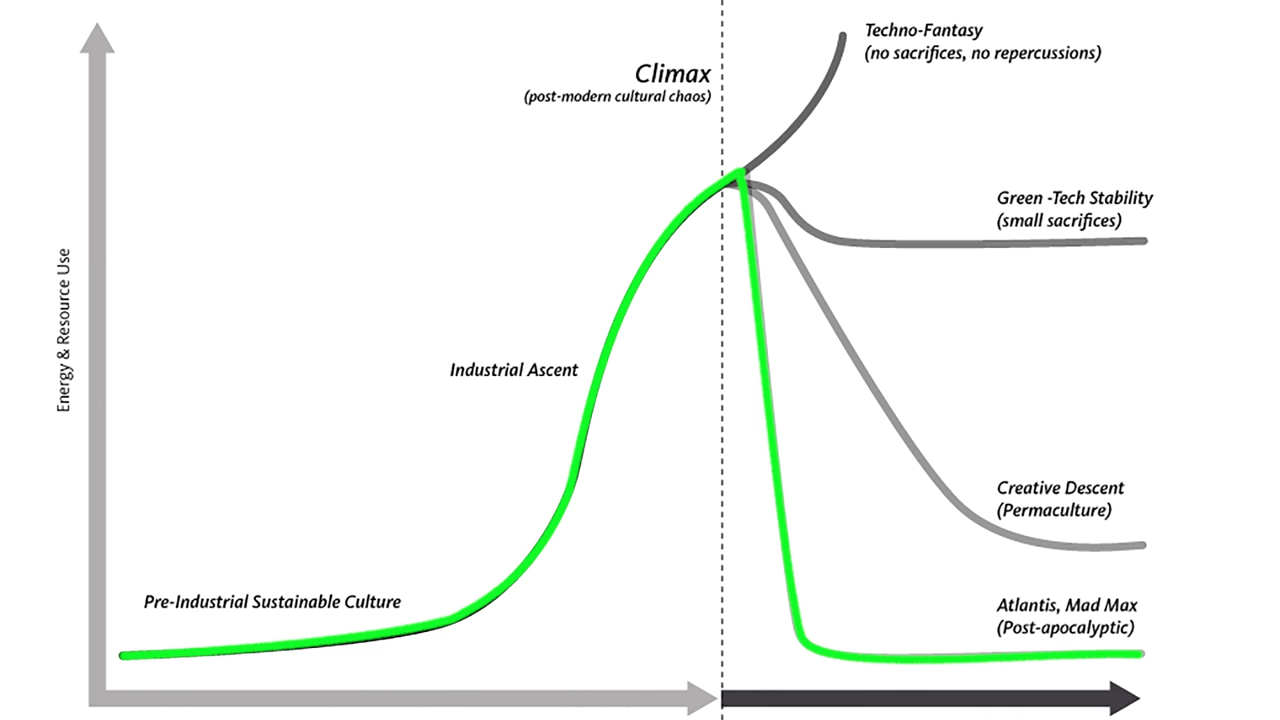 Techno-Fantasy
(no sacrifices, no repercussions)
Climax
(post-modern cultural chaos)
Green -Tech Stability
(small sacrifices)
Energy & Resource Use
Industrial Ascent
Creative Descent
(Permaculture)
Pre-Industrial Sustainable Culture
Atlantis, Mad Max
(Post-apocalyptic)